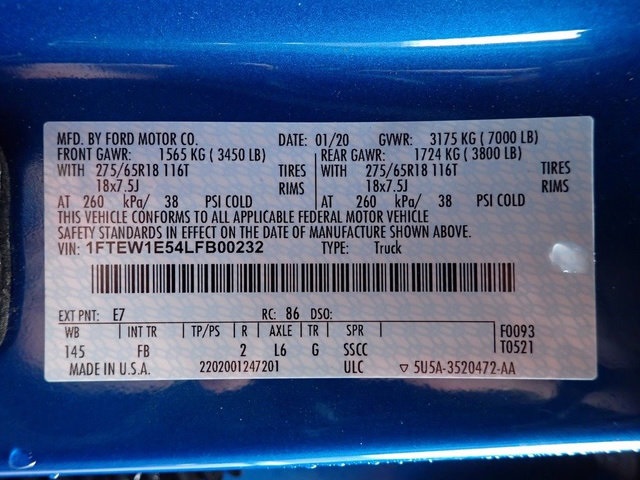 MFD. BY FORD MOTOR CO. DATE: 01/20 GVWR: 3175 KG ( 7000 LB)
FRONT GAWR: 1565 KG ( 3450 LB) REAR GAWR: 1724 KG ( 3800 LB)
WITH 275/65R18 116T TIRES WITH 275/65R18 116T TIRES
18x7.5J RIMS 18x7.5J RIMS
AT 260 kPa/ 38 PSI COLD AT 260 kPa/ 38 PSI COLD
THIS VEHICLE CONFORMS TO ALL APPLICABLE FEDERAL MOTOR VEHICLE
SAFETY STANDARDS IN EFFECT ON THE DATE OF MANUFACTURE SHOWN ABOVE.
VIN: 1FTEW1E54LFB00232 TYPE: Truck
EXT PNT: E7 RC: 86 DSO:
WB INT TR TP/PS R AXLE TR SPR F0093
145 FB 2 L6 G SSCC T0521
MADE IN U.S.A. 2202001247201 ULC ▽ 5U5A-3520472-AA